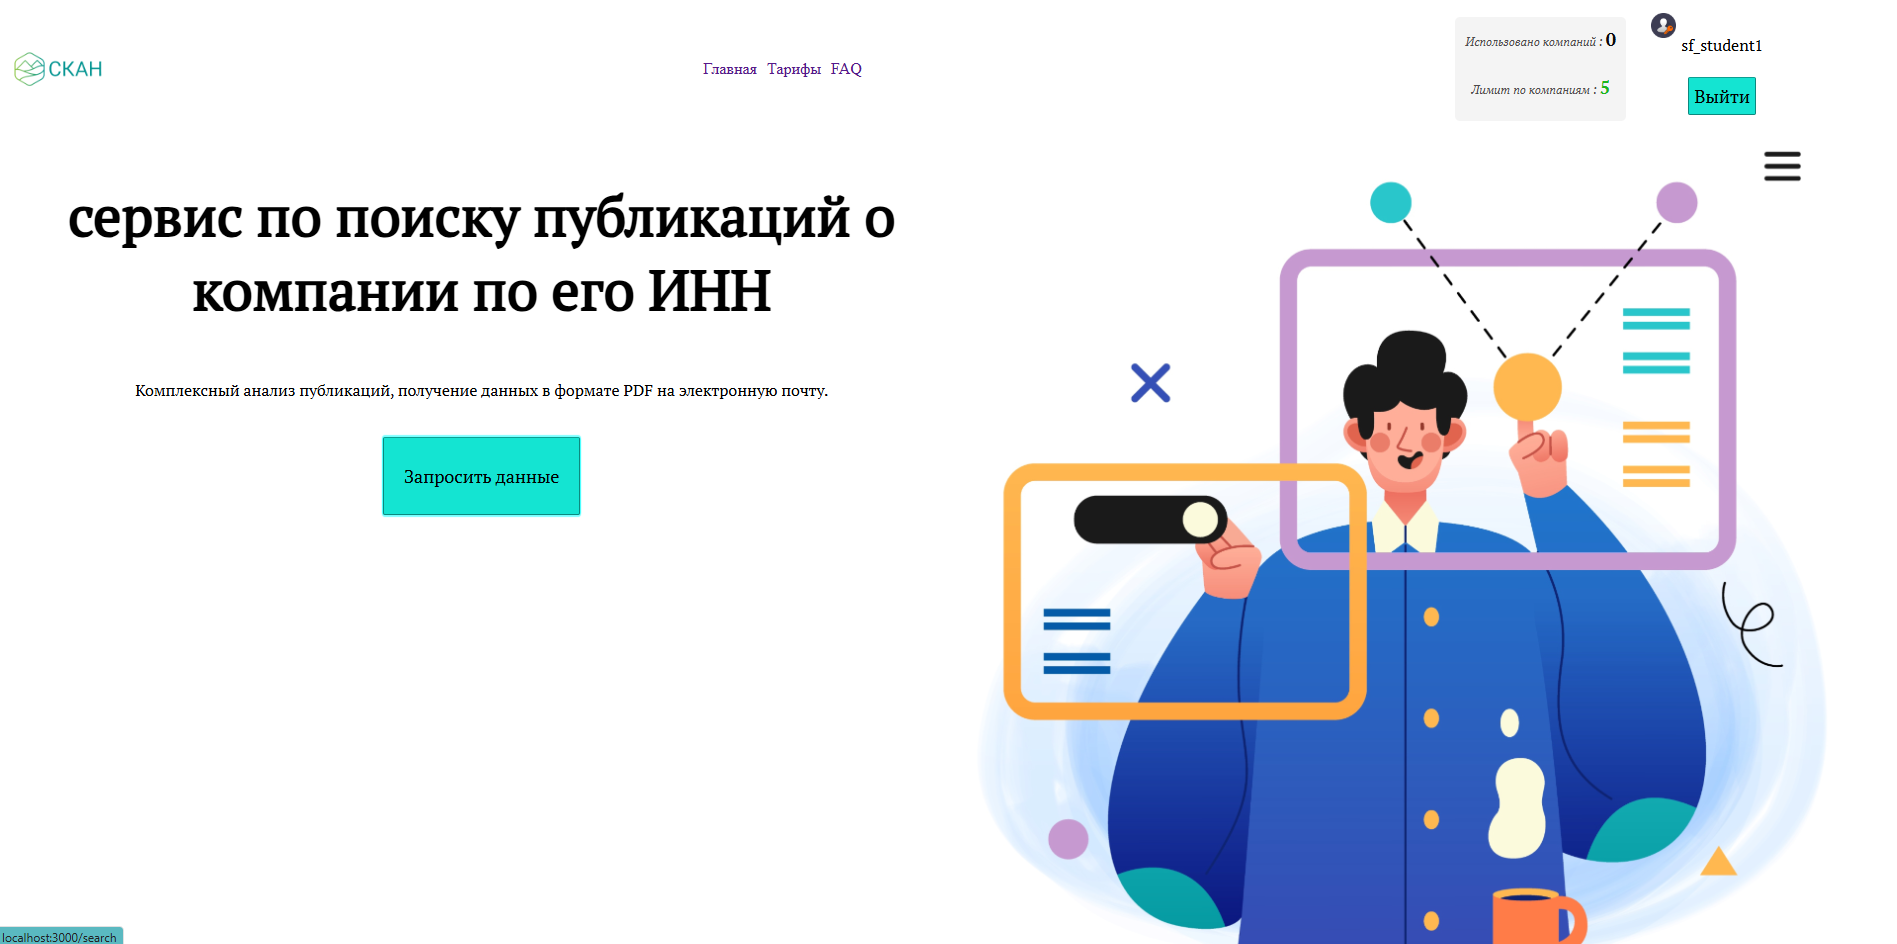 СКАН
Главная Тарифы FAQ
Использовано компаний : 0
Лимит по компаниям : 5
sf_student1
Выйти
сервис по поиску публикаций о
компании по его ИНН
Комплексный анализ публикаций, получение данных в формате PDF на электронную почту.
Запросить данные
localhost:3000/search